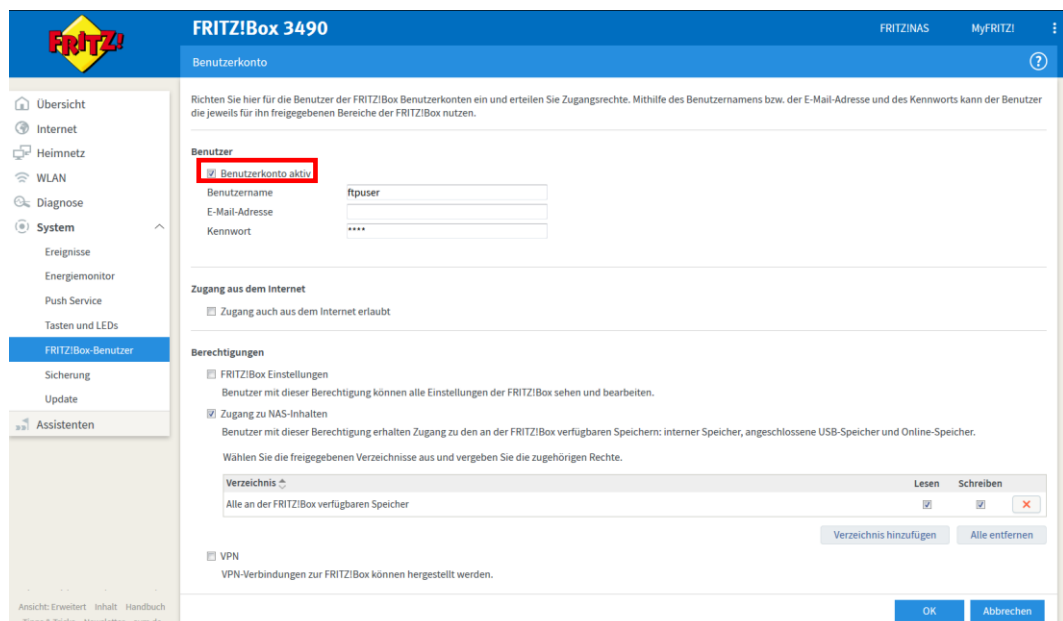 FRITZ!
FRITZ!Box 3490
FRITZ!NAS
MyFRITZ!
Benutzerkonto
?
Übersicht
Internet
Heimnetz
WLAN
Diagnose
System
Ereignisse
Energiemonitor
Push Service
Tasten und LEDs
FRITZ!Box-Benutzer
Sicherung
Update
Assistenten
Ansicht: Erweitert Inhalt Handbuch
Richten Sie hier für die Benutzer der FRITZ!Box Benutzerkonten ein und erteilen Sie Zugangsrechte. Mithilfe des Benutzernamens bzw. der E-Mail-Adresse und des Kennworts kann der Benutzer
die jeweils für ihn freigegebenen Bereiche der FRITZ!Box nutzen.
Benutzer
Benutzerkonto aktiv
Benutzername ftpuser
E-Mail-Adresse
Kennwort ****
Zugang aus dem Internet
Zugang auch aus dem Internet erlaubt
Berechtigungen
FRITZ!Box Einstellungen
Benutzer mit dieser Berechtigung können alle Einstellungen der FRITZ!Box sehen und bearbeiten.
Zugang zu NAS-Inhalten
Benutzer mit dieser Berechtigung erhalten Zugang zu den an der FRITZ!Box verfügbaren Speichern: interner Speicher, angeschlossene USB-Speicher und Online-Speicher.
Wählen Sie die freigegebenen Verzeichnisse aus und vergeben Sie die zugehörigen Rechte.
Verzeichnis Lesen Schreiben
Alle an der FRITZ!Box verfügbaren Speicher
Verzeichnis hinzufügen Alle entfernen
VPN
VPN-Verbindungen zur FRITZ!Box können hergestellt werden.
OK Abbrechen